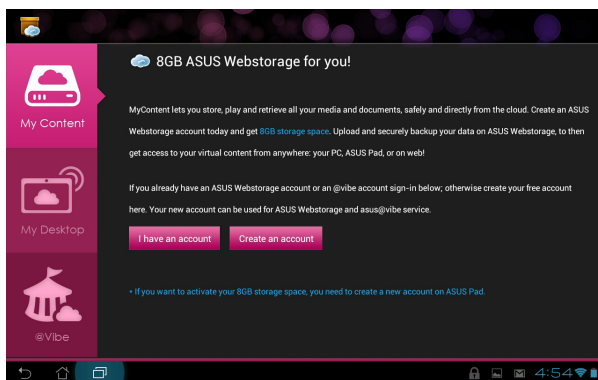 8GB ASUS Webstorage for you!
My Content
MyContent lets you store, play and retrieve all your media and documents, safely and directly from the cloud. Create an ASUS
Webstorage account today and get 8GB storage space. Upload and securely backup your data on ASUS Webstorage, to then
get access to your virtual content from anywhere: your PC, ASUS Pad, or on web!
If you already have an ASUS Webstorage account or an @vibe account sign-in below; otherwise create your free account
here. Your new account can be used for ASUS Webstorage and asus@vibe service.
My Desktop
I have an account
Create an account
+ If you want to activate your 8GB storage space, you need to create a new account on ASUS Pad.
@Vibe
4:54